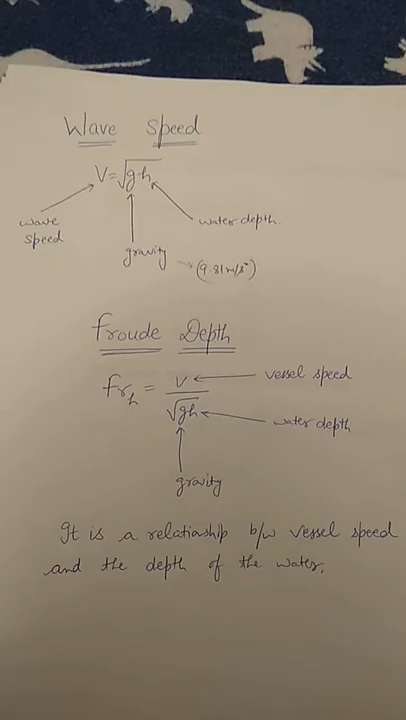 Wave Speed
V=√gh
wave speed
water depth.
gravity → (9.81m/s²)
Froude Depth
Frh = V/√gh
vessel speed
water depth
gravity
It is a relationship b/w vessel speed
and the depth of the water.